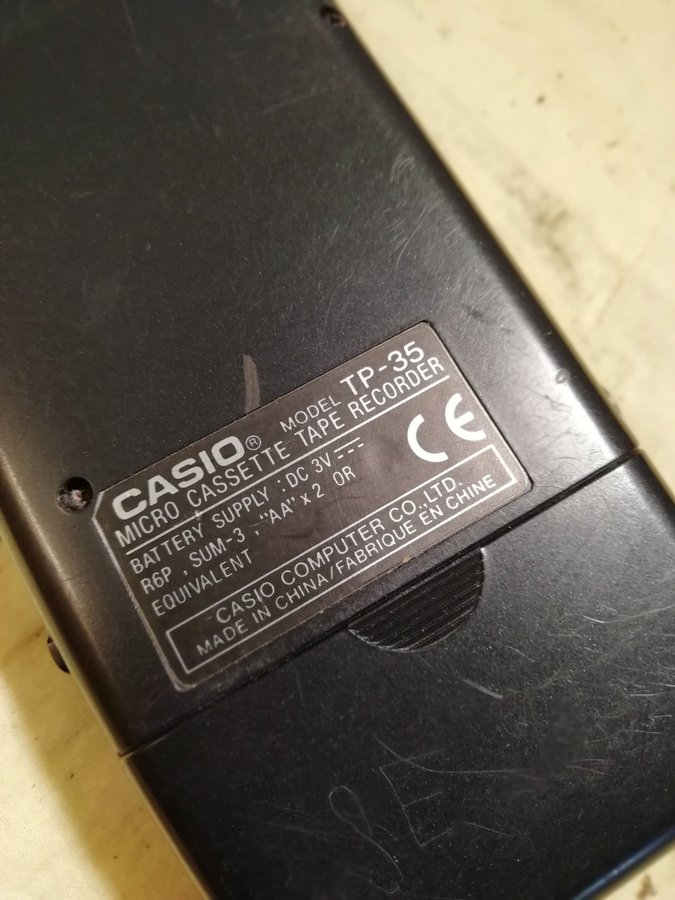 CASIO® MODEL TP-35
MICRO CASSETTE TAPE RECORDER
BATTERY SUPPLY : DC 3V
R6P , SUM-3 , "AA" x 2 OR
EQUIVALENT
CE
CASIO COMPUTER CO., LTD.
MADE IN CHINA/FABRIQUE EN CHINE